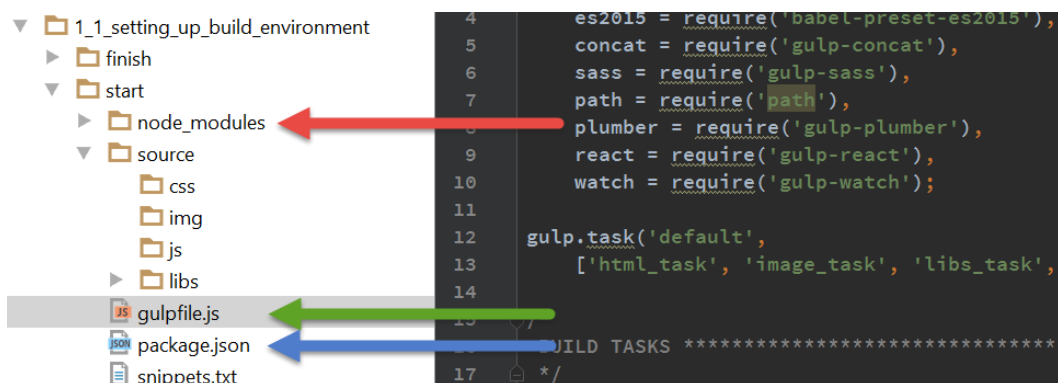 1_1_setting_up_build_environment
finish
start
node_modules
source
css
img
js
libs
JS gulpfile.js
JSON package.json
snippets.txt
4 es2015 = require('babel-preset-es2015'),
5 concat = require('gulp-concat'),
6 sass = require('gulp-sass'),
7 path = require('path'),
8 plumber = require('gulp-plumber'),
9 react = require('gulp-react'),
10 watch = require('gulp-watch');
11
12 gulp.task('default',
13 ['html_task', 'image_task', 'libs_task',
14
15
BUILD TASKS *******************************
17 */